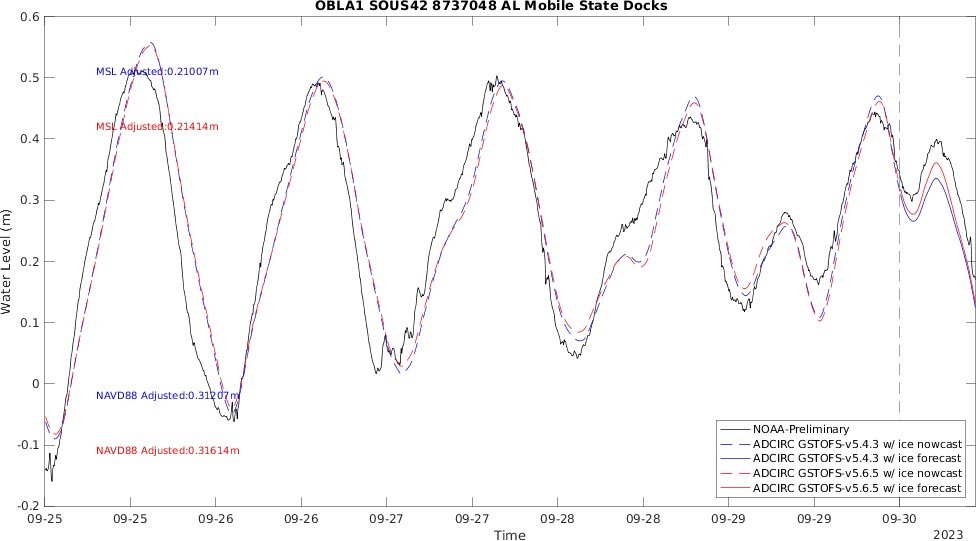 OBLA1 SOUS42 8737048 AL Mobile State Docks
0.6
0.5
0.4
0.3
0.2
0.1
0
-0.1
-0.2
Water Level (m)
MSL Adjusted:0.21007m
MSL Adjusted:0.21414m
NAVD88 Adjusted:0.31207m
NAVD88 Adjusted:0.31614m
NOAA-Preliminary
ADCIRC GSTOFS-v5.4.3 w/ ice nowcast
ADCIRC GSTOFS-v5.4.3 w/ ice forecast
ADCIRC GSTOFS-v5.6.5 w/ ice nowcast
ADCIRC GSTOFS-v5.6.5 w/ ice forecast
09-25 09-25 09-26 09-26 09-27 09-27 09-28 09-28 09-29 09-29 09-30
Time
2023